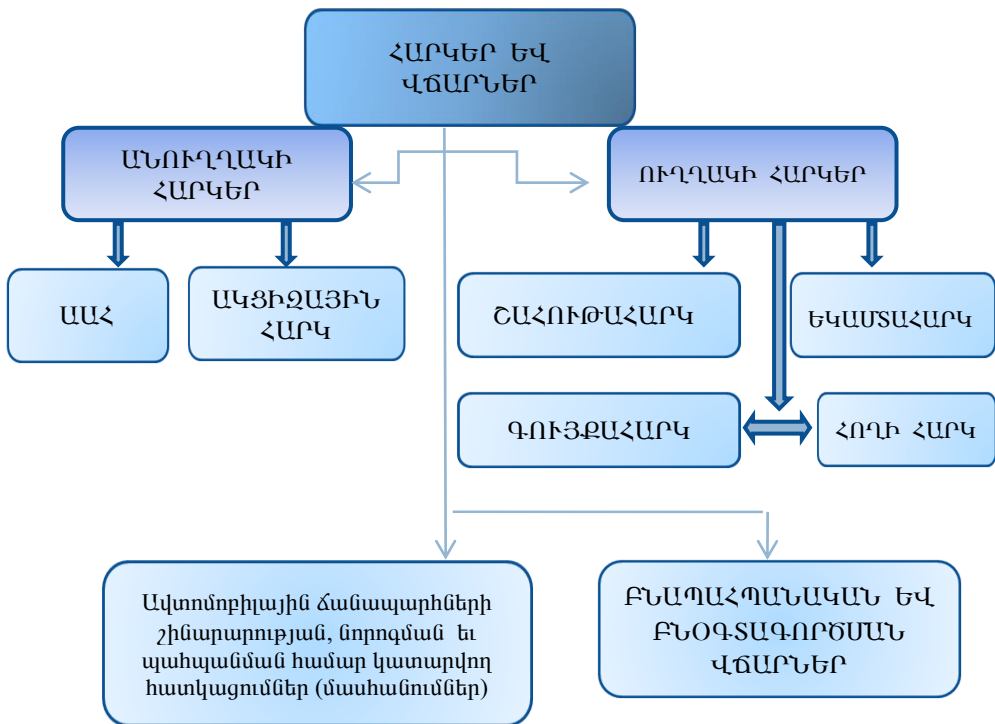 ՀԱՐԿԵՐ ԵՎ
ՎՃԱՐՆԵՐ
ԱՆՈՒՂՂԱԿԻ
ՀԱՐԿԵՐ
ՈՒՂՂԱԿԻ ՀԱՐԿԵՐ
ԱԱՀ
ԱԿՑԻԶԱՅԻՆ
ՀԱՐԿ
ՇԱՀՈՒԹԱՀԱՐԿ
ԵԿԱՄՏԱՀԱՐԿ
ԳՈՒՅՔԱՀԱՐԿ
ՀՈՂԻ ՀԱՐԿ
Ավտոմոբիլային ճանապարհների
շինարարության, նորոգման եւ
պահպանման համար կատարվող
հատկացումներ (մասհանումներ)
ԲՆԱՊԱՀՊԱՆԱԿԱՆ ԵՎ
ԲՆՕԳՏԱԳՈՐԾՄԱՆ
ՎՃԱՐՆԵՐ